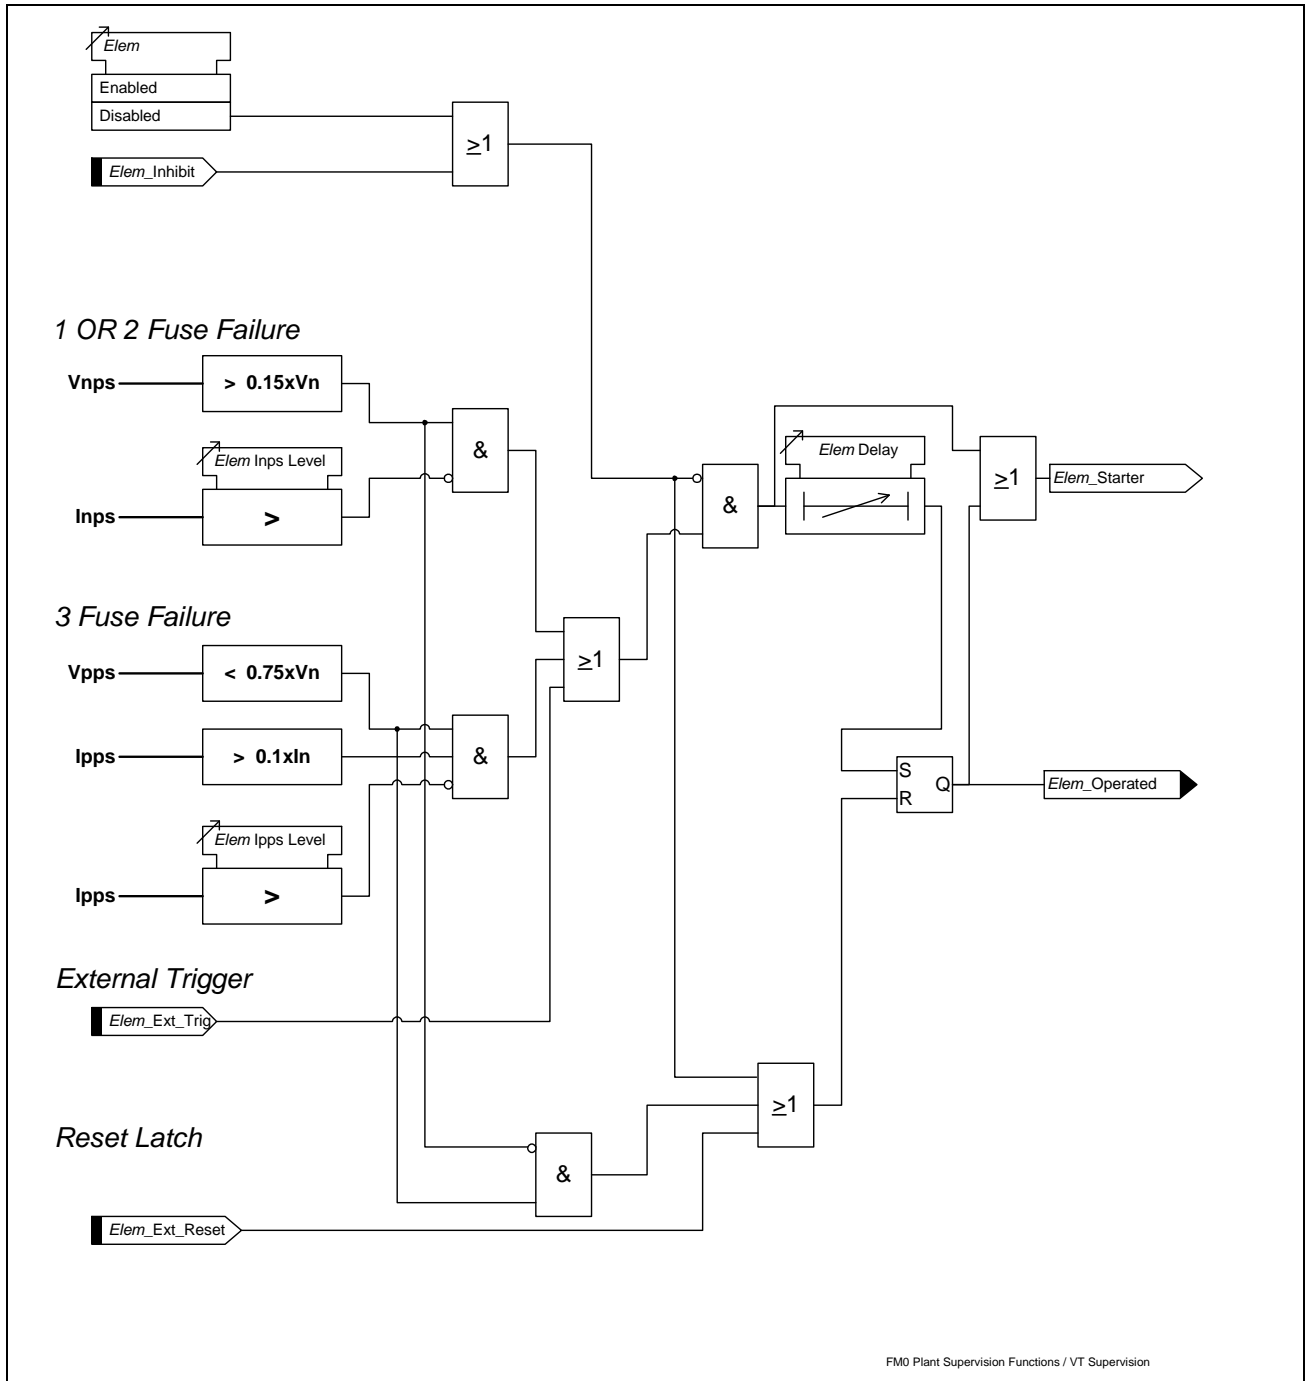 Elem
Enabled
Disabled
≥1
Elem_Inhibit
1 OR 2 Fuse Failure
Vnps
> 0.15xVn
&
Elem Inps Level
Inps
>
Elem Delay
&
≥1
Elem_Starter
3 Fuse Failure
Vpps
< 0.75xVn
≥1
Ipps
> 0.1xIn
&
S
R
Q
Elem_Operated
Elem Ipps Level
Ipps
>
External Trigger
Elem_Ext_Trig
≥1
Reset Latch
&
Elem_Ext_Reset
FM0 Plant Supervision Functions / VT Supervision